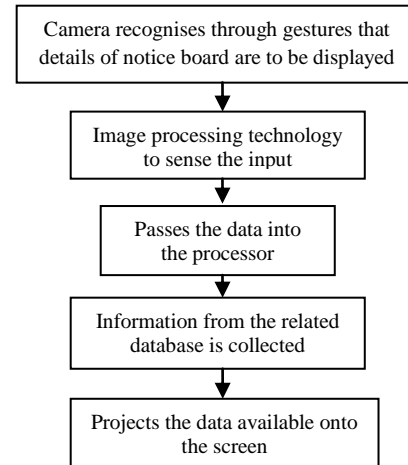 Camera recognises through gestures that
details of notice board are to be displayed
Image processing technology
to sense the input
Passes the data into
the processor
Information from the related
database is collected
Projects the data available onto
the screen